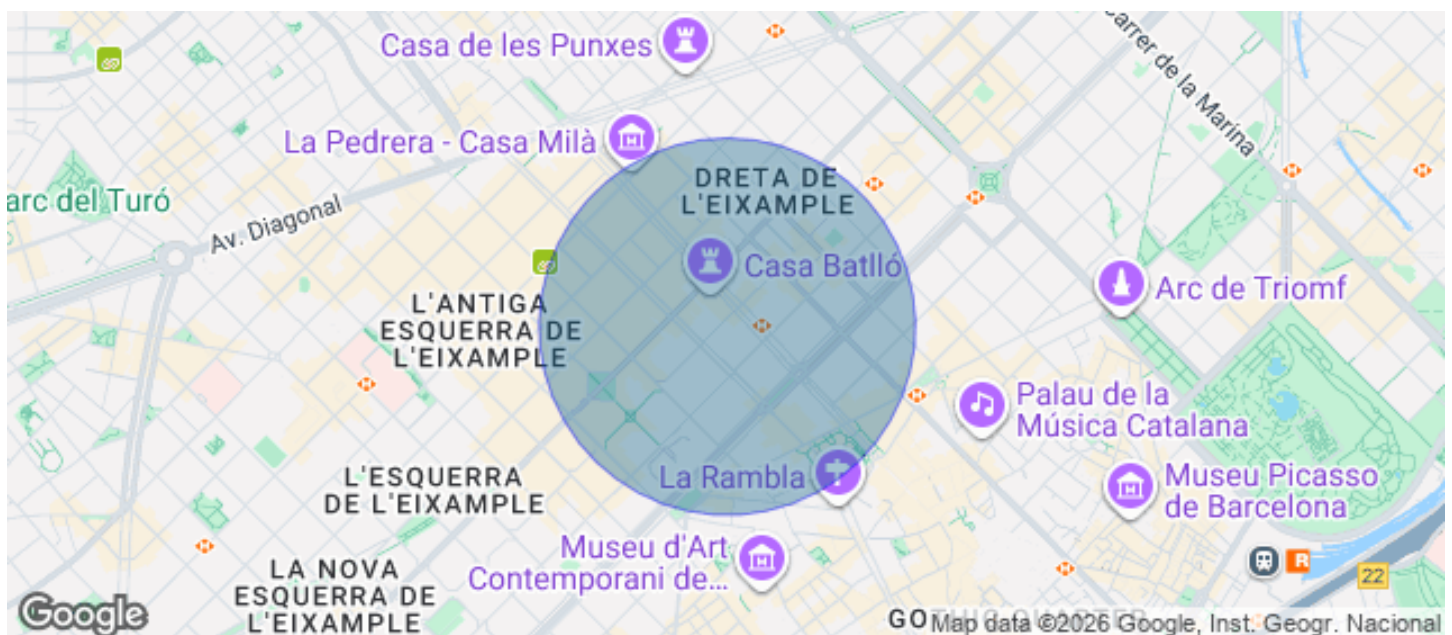 Casa de les Punxes
Carrer de la Marina
La Pedrera - Casa Milà
DRETA DE
L'EIXAMPLE
arc del Turó
Av. Diagonal
Casa Batlló
Arc de Triomf
L'ANTIGA
ESQUERRA DE
L'EIXAMPLE
Palau de la
Música Catalana
L'ESQUERRA
DE L'EIXAMPLE
La Rambla
Museu Picasso
de Barcelona
Museu d'Art
Contemporani de...
R
22
LA NOVA
ESQUERRA DE
L'EIXAMPLE
Google
Map data ©2026 Google, Inst. Geogr. Nacional